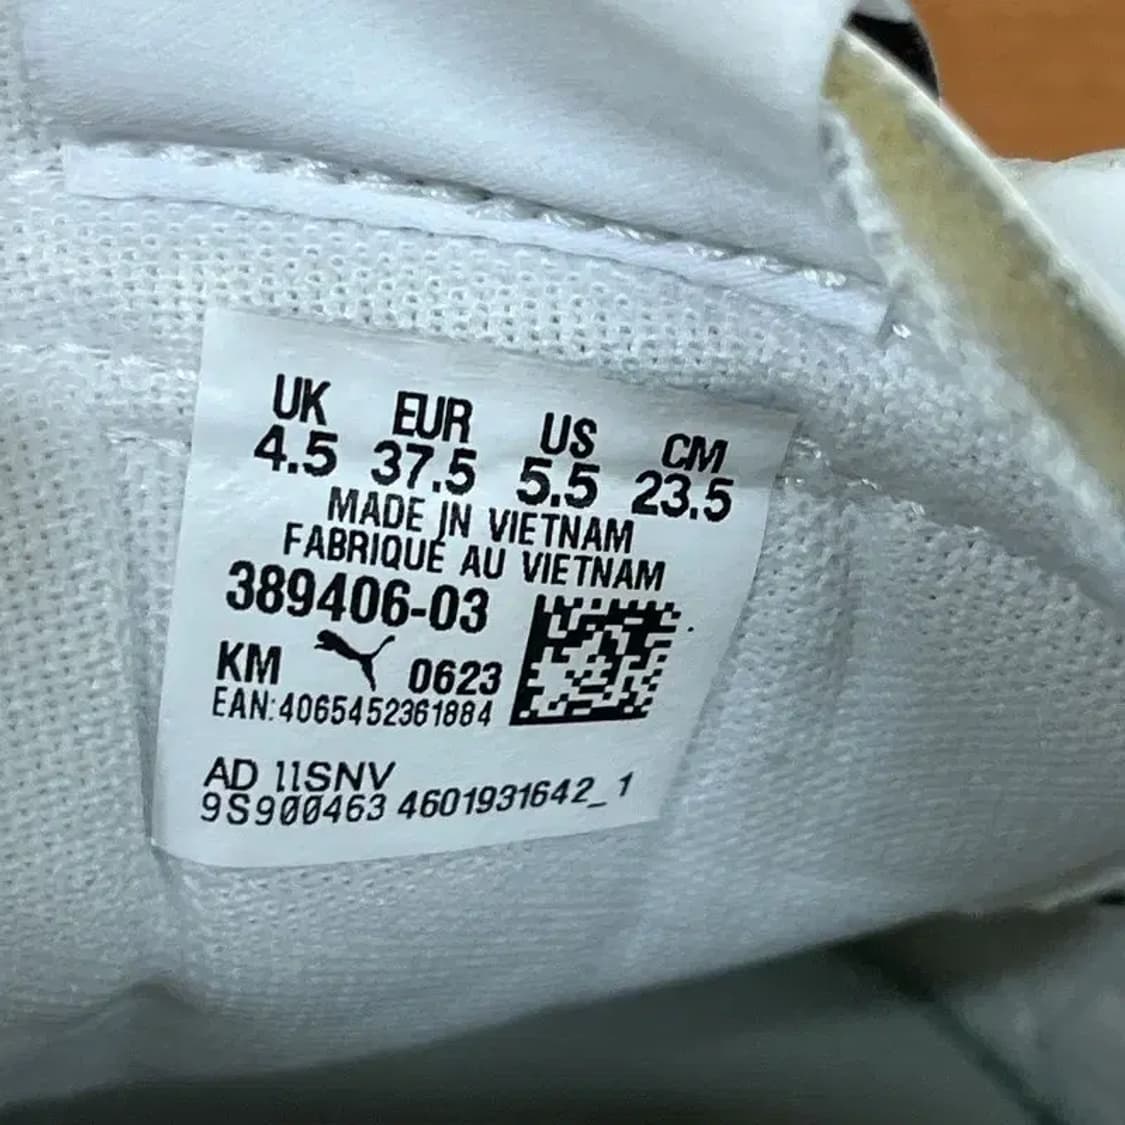 UK EUR US CM
4.5 37.5 5.5 23.5
MADE IN VIETNAM
FABRIQUÉ AU VIETNAM
389406-03
KM 0623
EAN:4065452361884
AD 11SNV
9S900463 4601931642_1